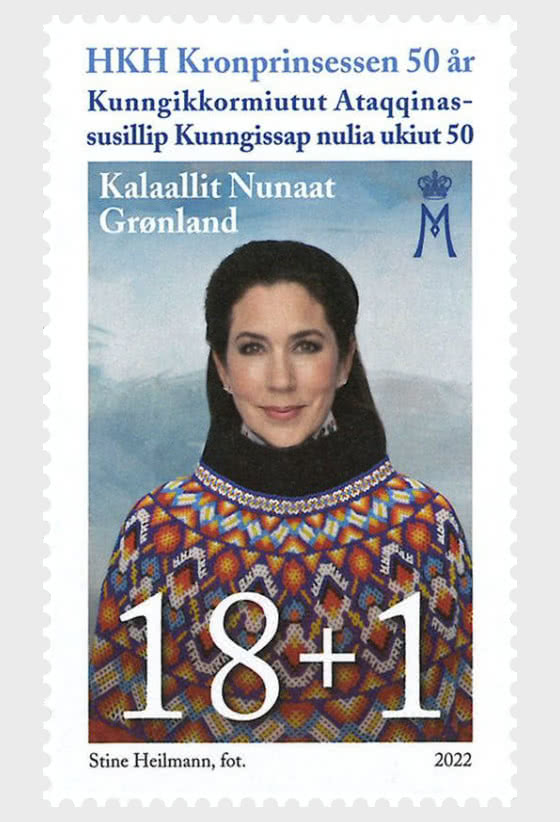 HKH Kronprinsessen 50 år
Kunngikkormiutut Ataqqinas-
susillip Kunngissap nulia ukiut 50
Kalaallit Nunaat
Grønland
M
18+1
Stine Heilmann, fot.
2022